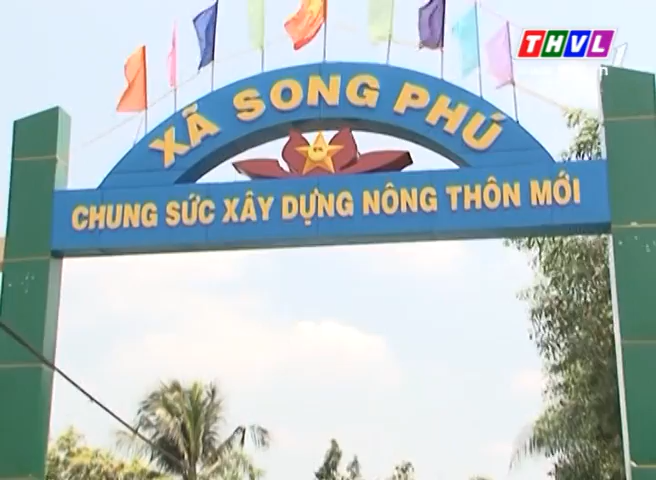 THVL
XÃ SONG PHÚ
CHUNG SỨC XÂY DỰNG NÔNG THÔN MỚI